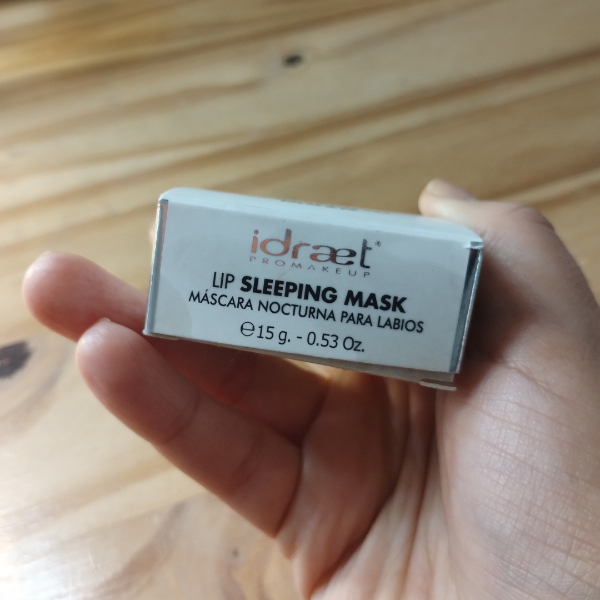 idraet®
PROMAKEUP
LIP SLEEPING MASK
MÁSCARA NOCTURNA PARA LABIOS
℮15 g. - 0.53 Oz.